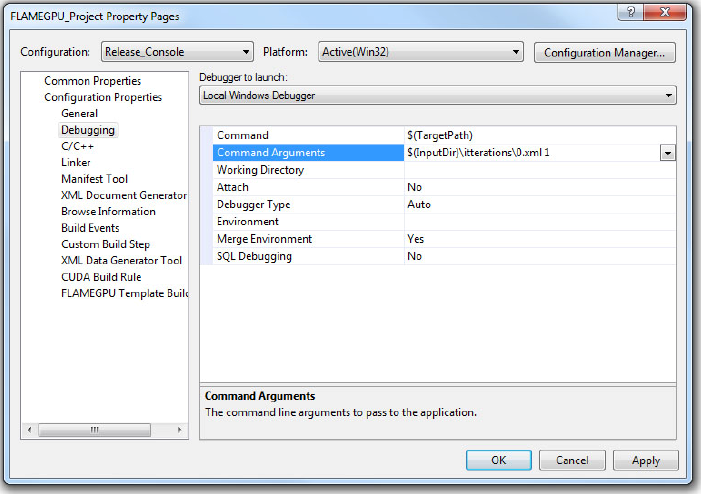 FLAMEGPU_Project Property Pages
Configuration: Release_Console Platform: Active(Win32) Configuration Manager...
Common Properties
Configuration Properties
General
Debugging
C/C++
Linker
Manifest Tool
XML Document Generator
Browse Information
Build Events
Custom Build Step
XML Data Generator Tool
CUDA Build Rule
FLAMEGPU Template Build
Debugger to launch:
Local Windows Debugger
Command $(TargetPath)
Command Arguments $(InputDir)\itterations\0.xml 1
Working Directory
Attach No
Debugger Type Auto
Environment
Merge Environment Yes
SQL Debugging No
Command Arguments
The command line arguments to pass to the application.
OK Cancel Apply